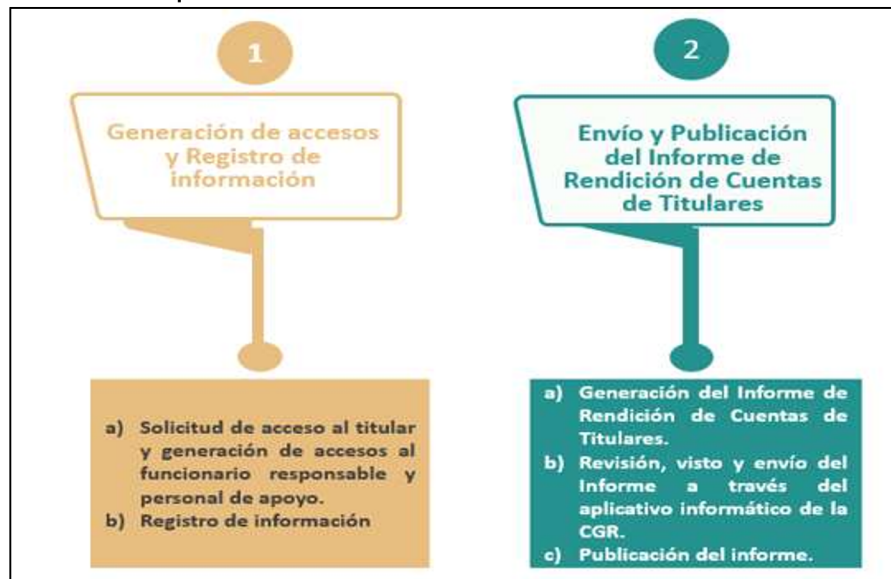 1
Generación de accesos
y Registro de
información
a) Solicitud de acceso al titular
y generación de accesos al
funcionario responsable y
personal de apoyo.
b) Registro de información
2
Envío y Publicación
del Informe de
Rendición de Cuentas
de Titulares
a) Generación del Informe de
Rendición de Cuentas de
Titulares.
b) Revisión, visto y envío del
Informe a través del
aplicativo informático de la
CGR.
c) Publicación del informe.